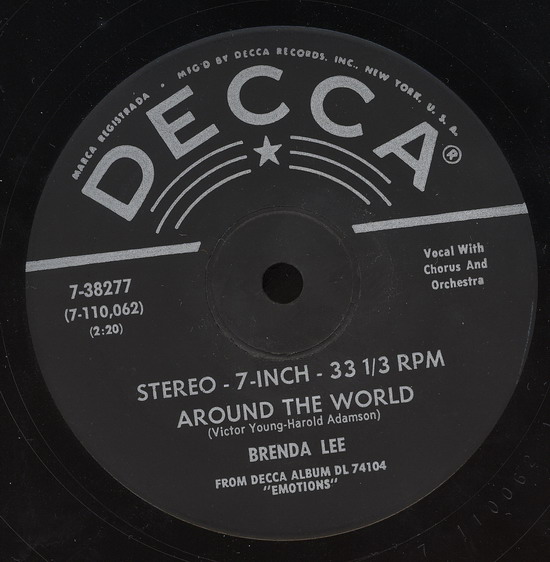 MARCA REGISTRADA • MFG'D BY DECCA RECORDS, INC., NEW YORK, U. S. A.
DECCA®
Vocal With
Chorus And
Orchestra
7-38277
(7-110,062)
(2:20)
STEREO - 7-INCH - 33 1/3 RPM
AROUND THE WORLD
(Victor Young-Harold Adamson)
BRENDA LEE
FROM DECCA ALBUM DL 74104
"EMOTIONS"